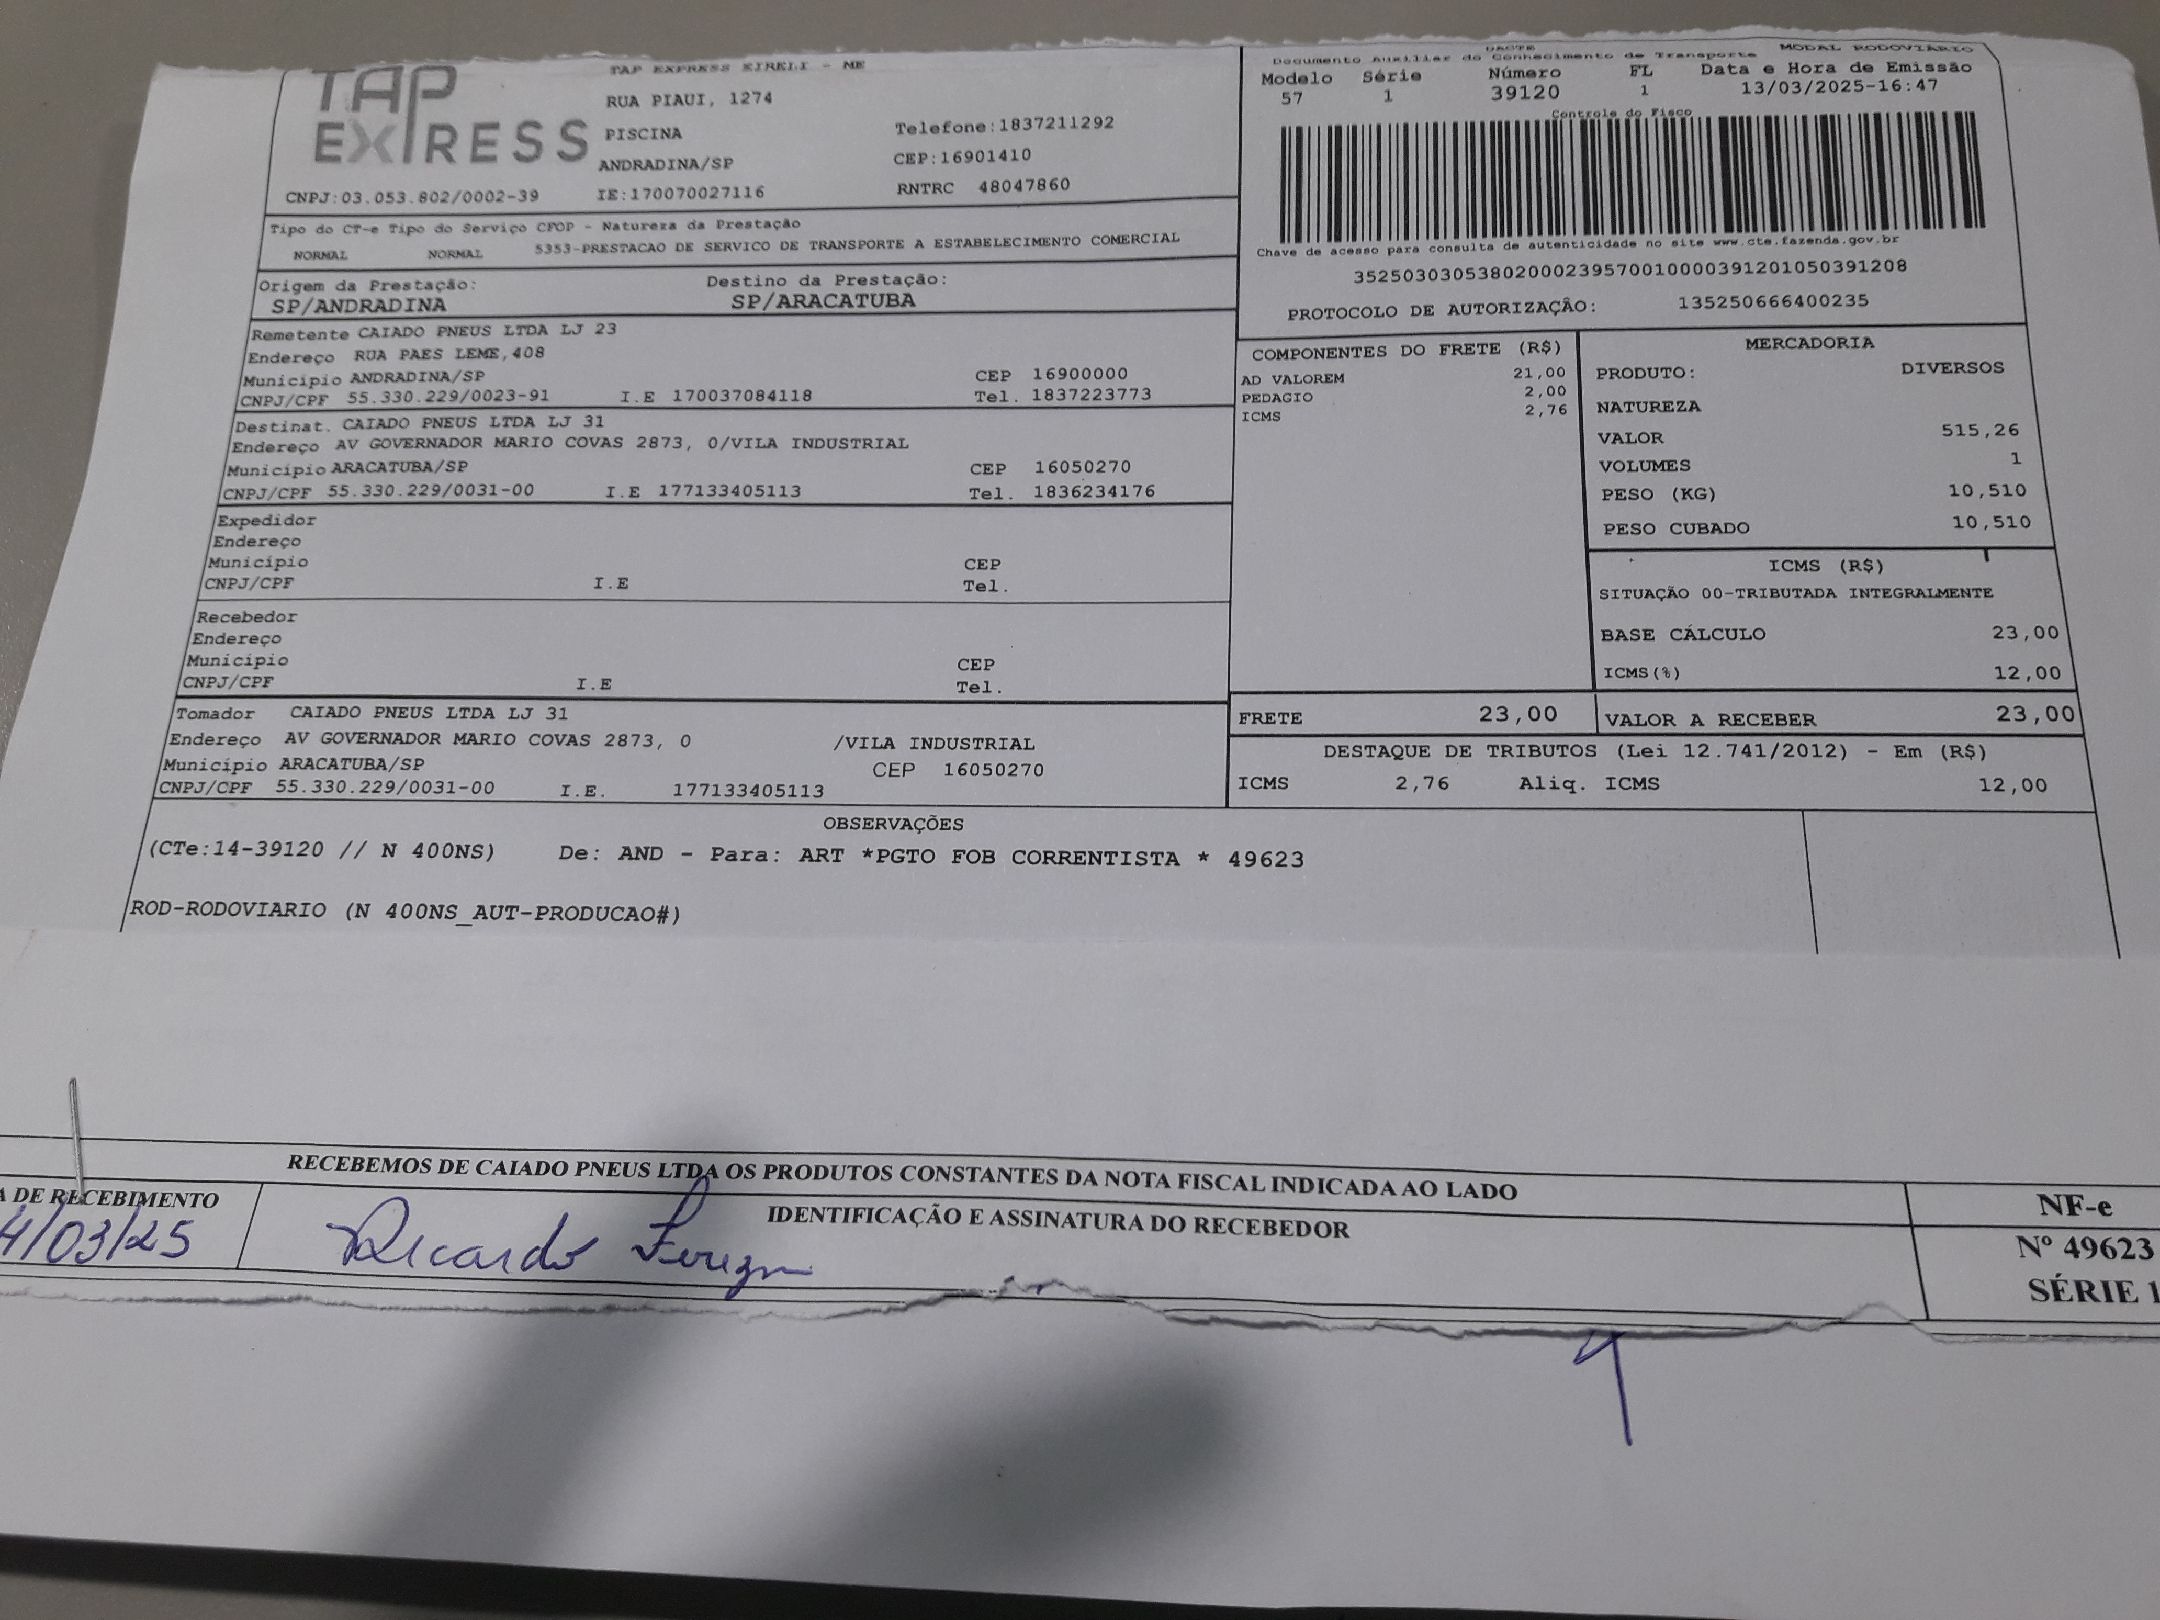 TAP EXPRESS
TAP EXPRESS EIRELI - ME
RUA PIAUI, 1274
PISCINA
Telefone:1837211292
ANDRADINA/SP
CEP:16901410
CNPJ:03.053.802/0002-39
IE:170070027116
RNTRC 48047860
DACTE
MODAL RODOVIÁRIO
Documento Auxiliar do Conhecimento de Transporte
Modelo Série Número FL Data e Hora de Emissão
57 1 39120 1 13/03/2025-16:47
Controle do Fisco
Chave de acesso para consulta de autenticidade no site www.cte.fazenda.gov.br
35250303053802000239570010000391201050391208
PROTOCOLO DE AUTORIZAÇÃO: 135250666400235
Tipo do CT-e Tipo do Serviço CFOP - Natureza da Prestação
NORMAL NORMAL 5353-PRESTACAO DE SERVICO DE TRANSPORTE A ESTABELECIMENTO COMERCIAL
Origem da Prestação: Destino da Prestação:
SP/ANDRADINA SP/ARACATUBA
Remetente CAIADO PNEUS LTDA LJ 23
Endereço RUA PAES LEME,408
Município ANDRADINA/SP CEP 16900000
CNPJ/CPF 55.330.229/0023-91 I.E 170037084118 Tel. 1837223773
Destinat. CAIADO PNEUS LTDA LJ 31
Endereço AV GOVERNADOR MARIO COVAS 2873, 0/VILA INDUSTRIAL
Município ARACATUBA/SP CEP 16050270
CNPJ/CPF 55.330.229/0031-00 I.E 177133405113 Tel. 1836234176
Expedidor
Endereço
Município CEP
CNPJ/CPF I.E Tel.
Recebedor
Endereço
Município CEP
CNPJ/CPF I.E Tel.
Tomador CAIADO PNEUS LTDA LJ 31
Endereço AV GOVERNADOR MARIO COVAS 2873, 0 /VILA INDUSTRIAL
Município ARACATUBA/SP CEP 16050270
CNPJ/CPF 55.330.229/0031-00 I.E. 177133405113
COMPONENTES DO FRETE (R$)
AD VALOREM 21,00
PEDAGIO 2,00
ICMS 2,76
MERCADORIA
PRODUTO: DIVERSOS
NATUREZA
VALOR 515,26
VOLUMES 1
PESO (KG) 10,510
PESO CUBADO 10,510
ICMS (R$)
SITUAÇÃO 00-TRIBUTADA INTEGRALMENTE
BASE CÁLCULO 23,00
ICMS(%) 12,00
FRETE 23,00 VALOR A RECEBER 23,00
DESTAQUE DE TRIBUTOS (Lei 12.741/2012) - Em (R$)
ICMS 2,76 Aliq. ICMS 12,00
OBSERVAÇÕES
(CTe:14-39120 // N 400NS) De: AND - Para: ART *PGTO FOB CORRENTISTA * 49623
ROD-RODOVIARIO (N 400NS_AUT-PRODUCAO#)
RECEBEMOS DE CAIADO PNEUS LTDA OS PRODUTOS CONSTANTES DA NOTA FISCAL INDICADA AO LADO
A DE RECEBIMENTO
4/03/25
IDENTIFICAÇÃO E ASSINATURA DO RECEBEDOR
Ricardo
NF-e
Nº 49623
SÉRIE 1